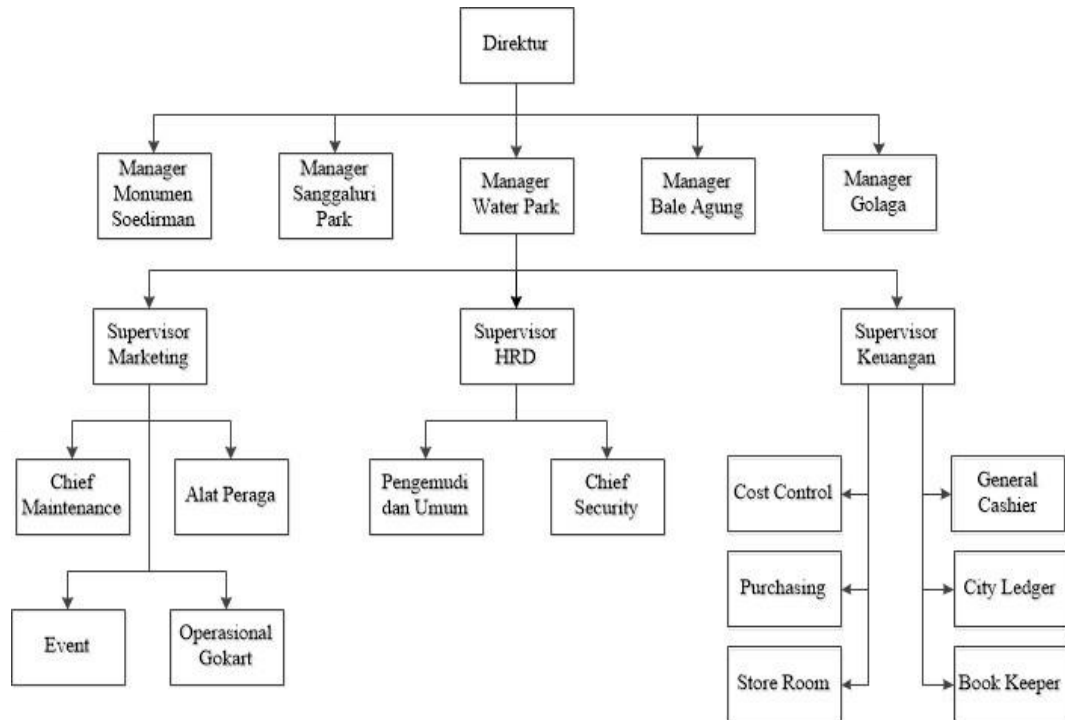 Direktur
Manager
Monumen
Soedirman
Manager
Sanggaluri
Park
Manager
Water Park
Manager
Bale Agung
Manager
Golaga
Supervisor
Marketing
Supervisor
HRD
Supervisor
Keuangan
Chief
Maintenance
Alat Peraga
Pengemudi
dan Umum
Chief
Security
Cost Control
General
Cashier
Event
Operasional
Gokart
Purchasing
City Ledger
Store Room
Book Keeper